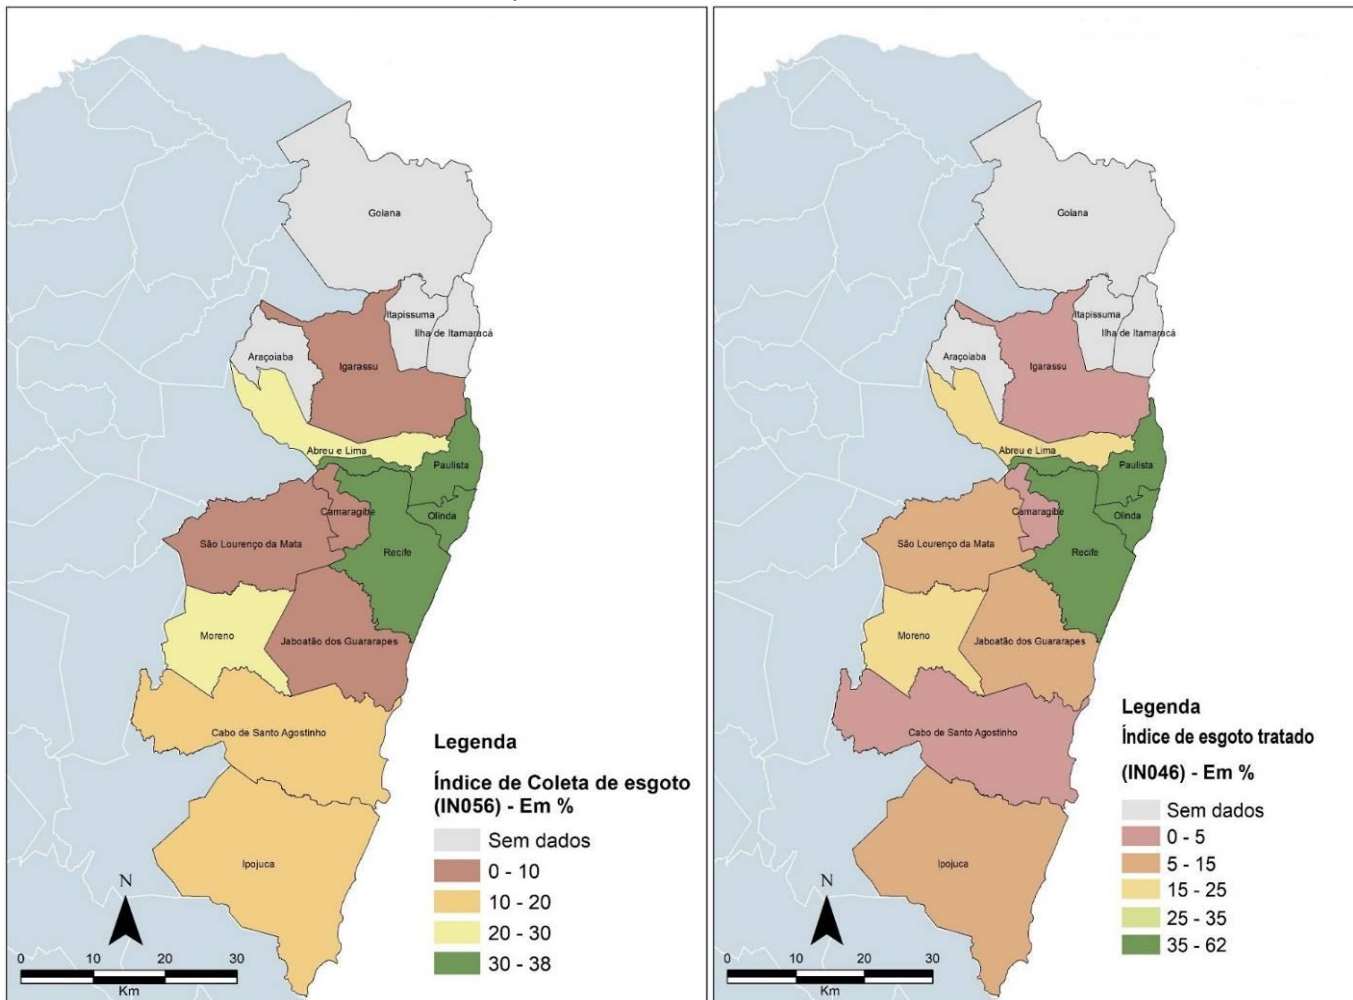 Goiana
Itapissuma
Ilha de Itamaracá
Araçoiaba
Igarassu
Abreu e Lima
Paulista
Camaragibe
Olinda
São Lourenço da Mata
Recife
Moreno
Jaboatão dos Guararapes
Cabo de Santo Agostinho
Ipojuca
Legenda
Índice de Coleta de esgoto
(IN056) - Em %
Sem dados
0 - 10
10 - 20
20 - 30
30 - 38
N
0 10 20 30
Km
Goiana
Itapissuma
Ilha de Itamaracá
Araçoiaba
Igarassu
Abreu e Lima
Paulista
Camaragibe
Olinda
São Lourenço da Mata
Recife
Moreno
Jaboatão dos Guararapes
Cabo de Santo Agostinho
Ipojuca
Legenda
Índice de esgoto tratado
(IN046) - Em %
Sem dados
0 - 5
5 - 15
15 - 25
25 - 35
35 - 62
N
0 10 20 30
Km